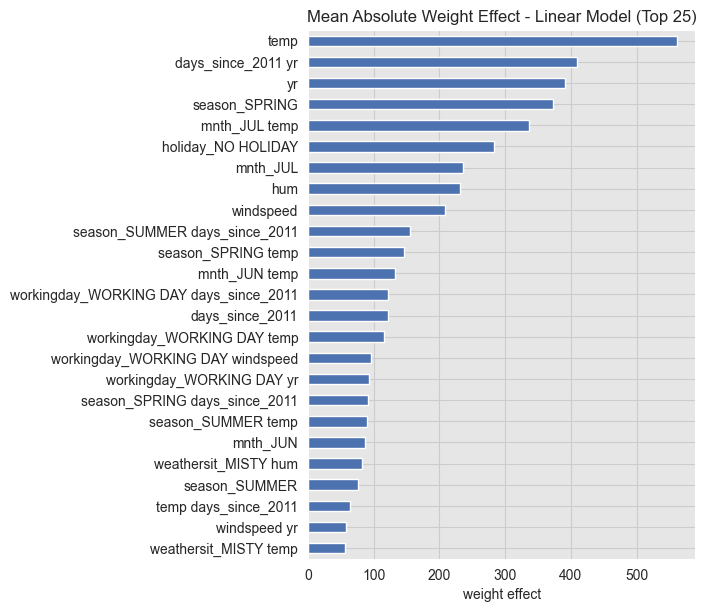 Mean Absolute Weight Effect - Linear Model (Top 25)
temp
days_since_2011 yr
yr
season_SPRING
mnth_JUL temp
holiday_NO HOLIDAY
mnth_JUL
hum
windspeed
season_SUMMER days_since_2011
season_SPRING temp
mnth_JUN temp
workingday_WORKING DAY days_since_2011
days_since_2011
workingday_WORKING DAY temp
workingday_WORKING DAY windspeed
workingday_WORKING DAY yr
season_SPRING days_since_2011
season_SUMMER temp
mnth_JUN
weathersit_MISTY hum
season_SUMMER
temp days_since_2011
windspeed yr
weathersit_MISTY temp
0 100 200 300 400 500
weight effect